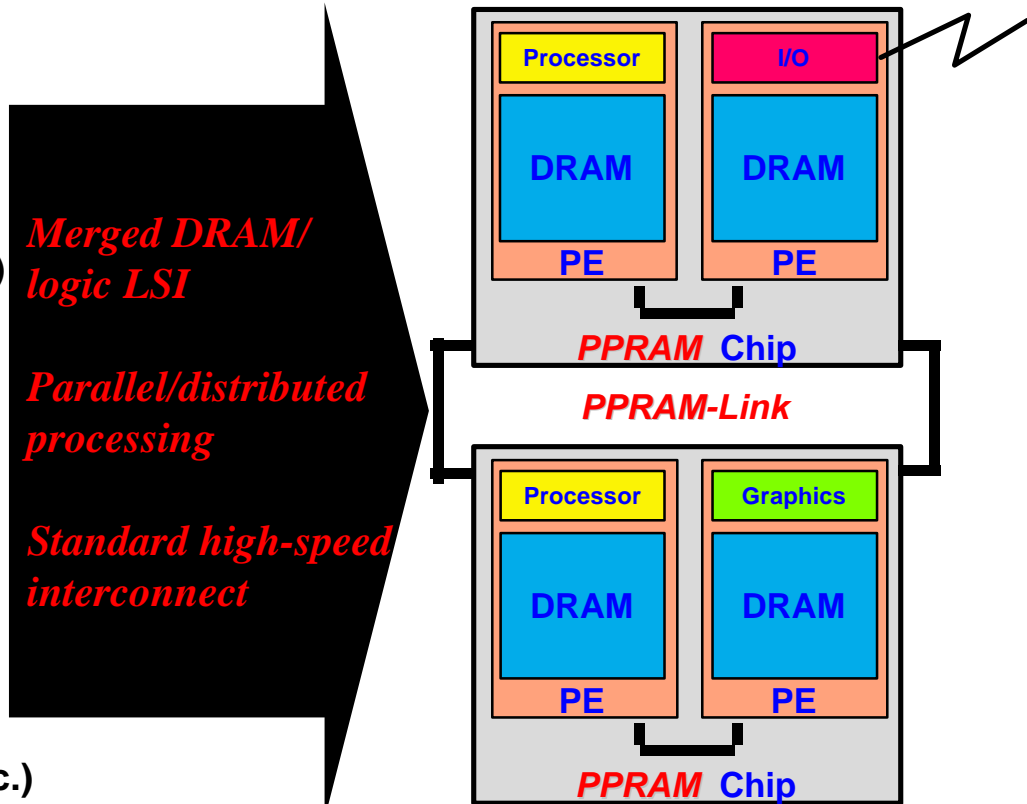 Merged DRAM/
logic LSI
)
Parallel/distributed
processing
Standard high-speed
interconnect
c.)
Processor
I/O
DRAM
DRAM
PE
PE
PPRAM Chip
PPRAM-Link
Processor
Graphics
DRAM
DRAM
PE
PE
PPRAM Chip